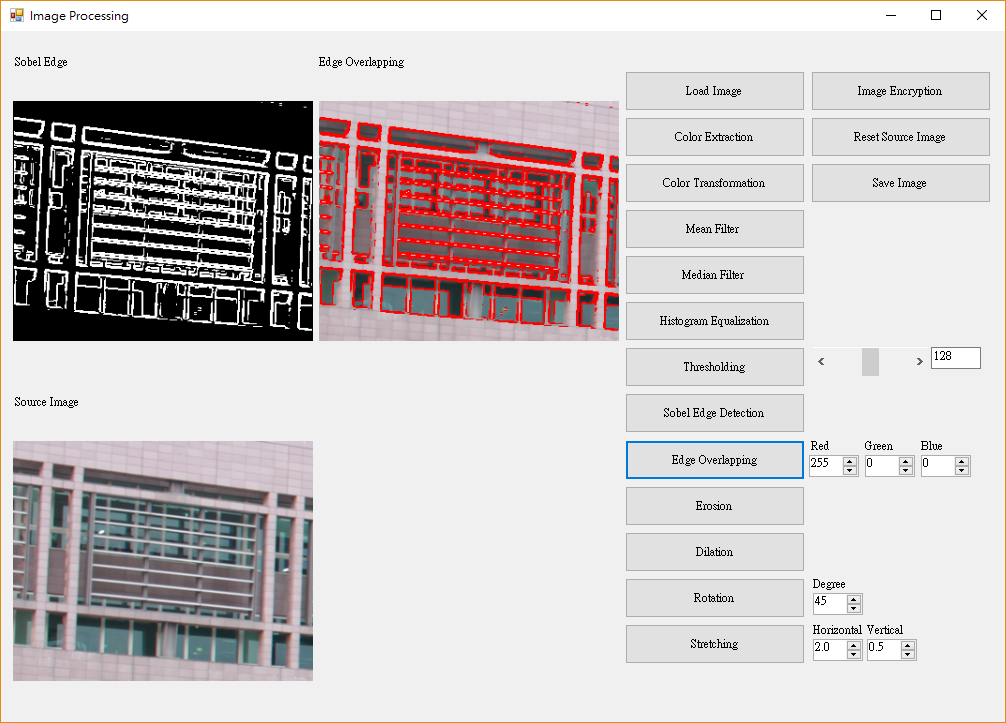 Image Processing
Sobel Edge
Edge Overlapping
Load Image
Image Encryption
Color Extraction
Reset Source Image
Color Transformation
Save Image
Mean Filter
Median Filter
Histogram Equalization
Thresholding
128
Source Image
Sobel Edge Detection
Red Green Blue
Edge Overlapping
255 0 0
Erosion
Dilation
Degree
Rotation
45
Horizontal Vertical
Stretching
2.0 0.5